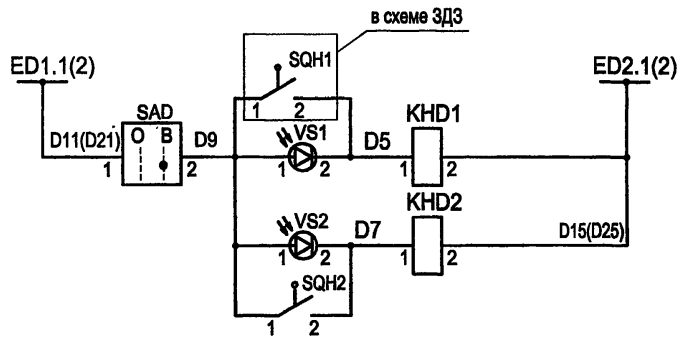 в схеме ЗДЗ
ED1.1(2)
ED2.1(2)
SQH1
1 2
SAD
О В
KHD1
D11(D21)
D9
VS1
D5
1 2
1 2
1 2
KHD2
VS2
D7
D15(D25)
1 2
1 2
SQH2
1 2